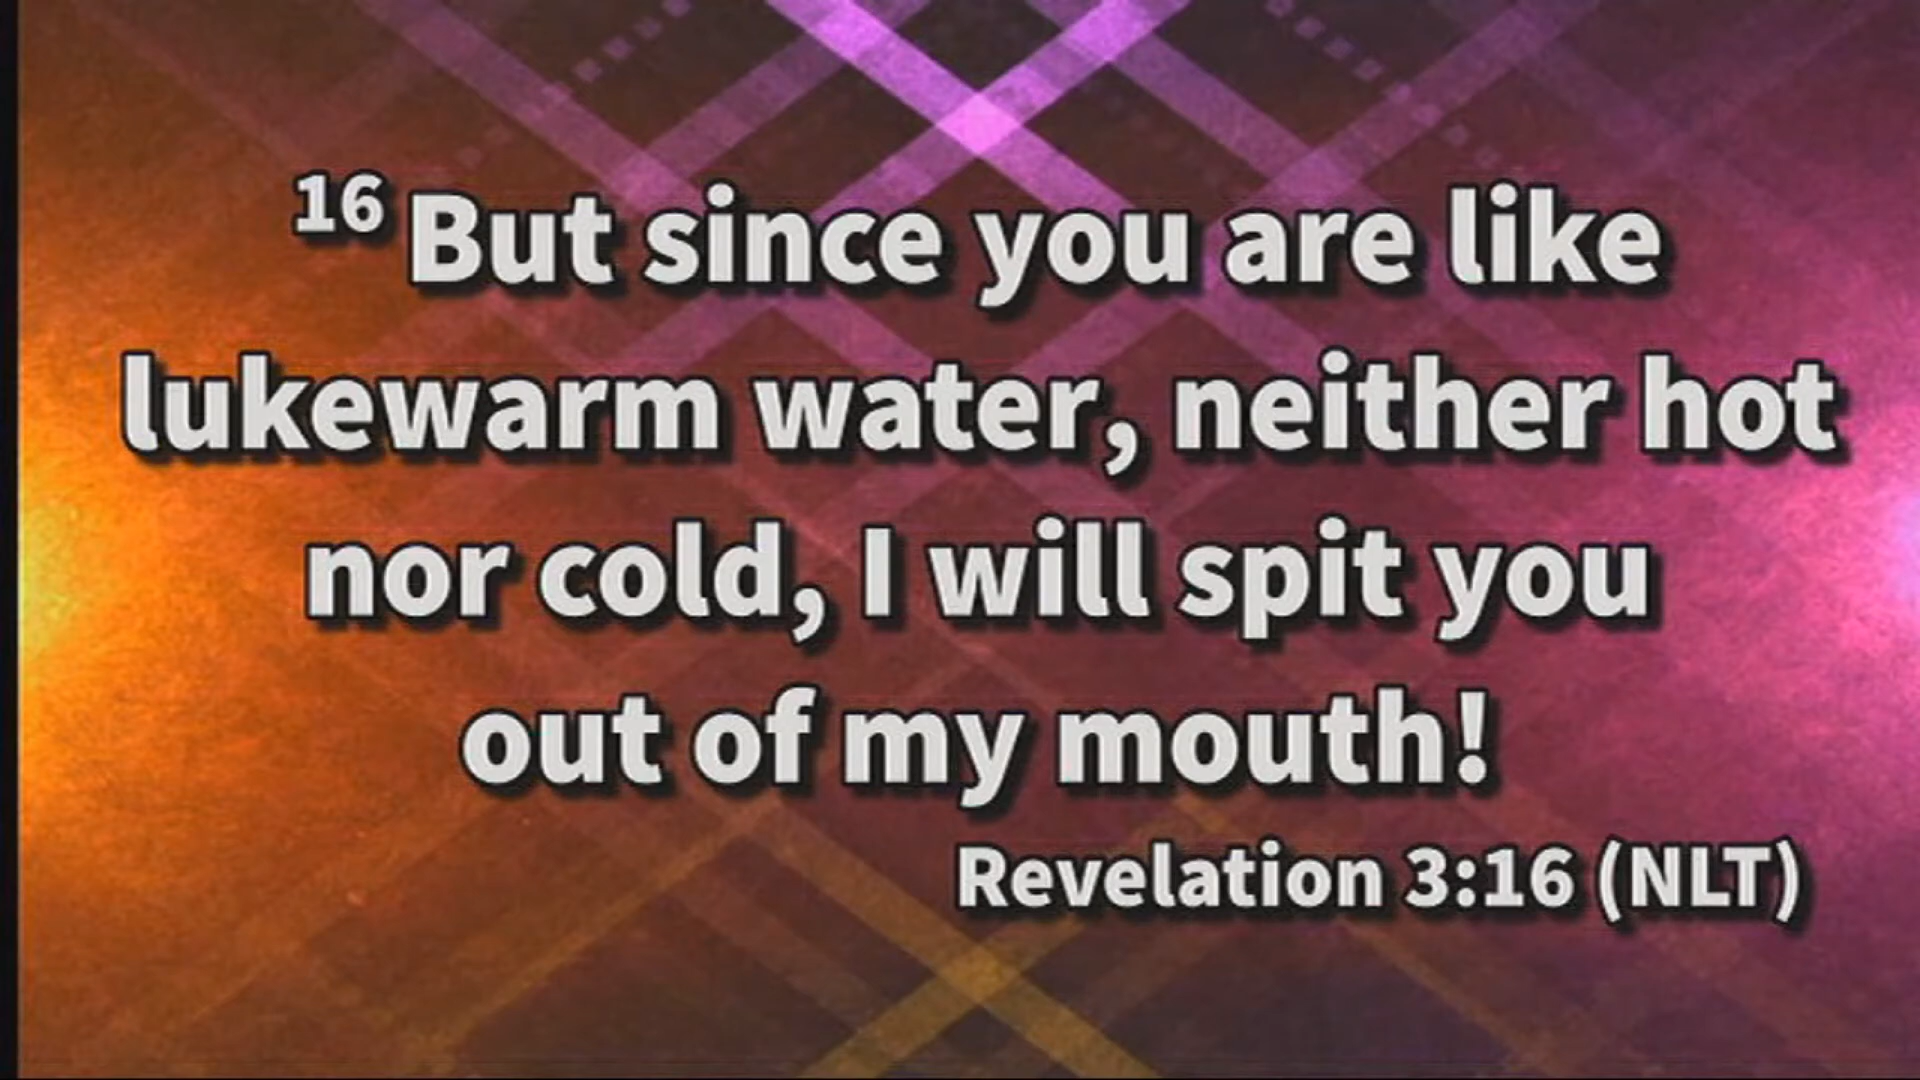 16 But since you are like
lukewarm water, neither hot
nor cold, I will spit you
out of my mouth!
Revelation 3:16 (NLT)